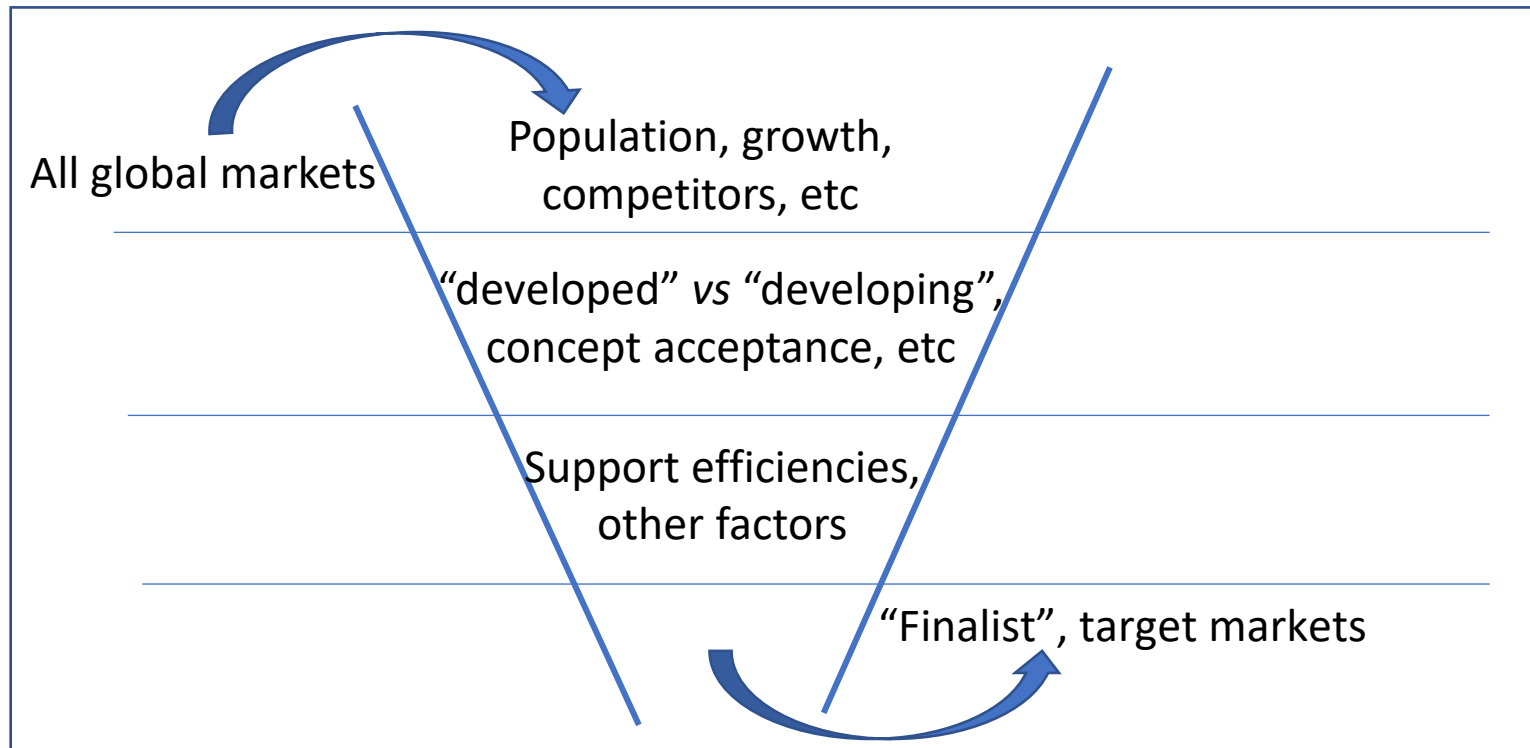 All global markets
Population, growth,
competitors, etc
“developed” vs “developing”,
concept acceptance, etc
Support efficiencies,
other factors
“Finalist”, target markets